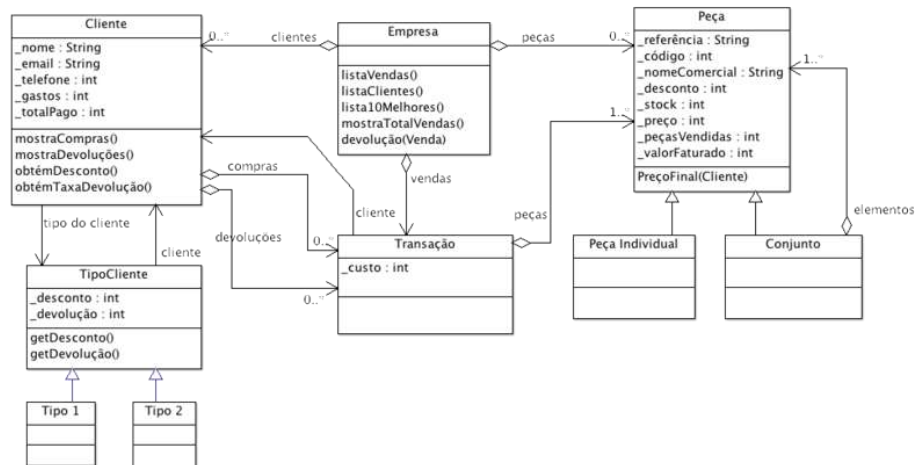 Cliente
_nome : String
_email : String
_telefone : int
_gastos : int
_totalPago : int
mostraCompras()
mostraDevoluções()
obtémDesconto()
obtémTaxaDevolução()
0..*
clientes
Empresa
listaVendas()
listaClientes()
lista10Melhores()
mostraTotalVendas()
devolução(Venda)
peças
0..*
Peça
_referência : String
_código : int
_nomeComercial : String
_desconto : int
_stock : int
_preço : int
_peçasVendidas : int
_valorFaturado : int
PreçoFinal(Cliente)
1..*
1..*
elementos
compras
vendas
cliente
peças
tipo do cliente
cliente
devoluções
0..*
0..*
Transação
_custo : int
Peça Individual
Conjunto
TipoCliente
_desconto : int
_devolução : int
getDesconto()
getDevolução()
Tipo 1
Tipo 2